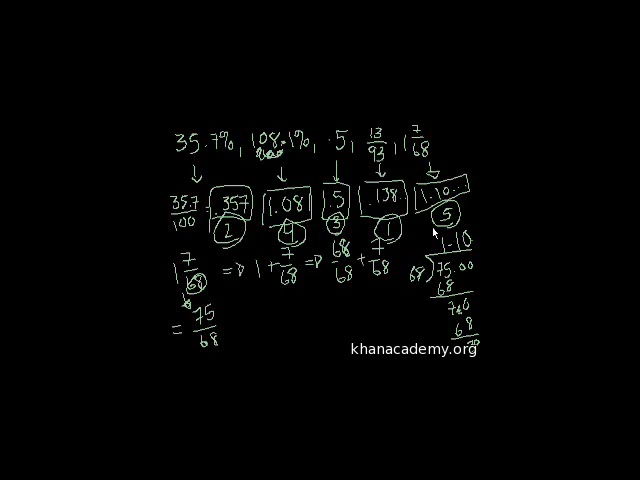 35.7%, 108.1%, .5, 13/93, 1 7/68
35.7/100 = .357 1.08 .5 .138.. 1.10...
2 4 3 1 5
1 7/68 => 1 + 7/68 => 68/68 + 7/68
= 75/68
1.10
68 75.00
68
7.0
68
khanacademy.org